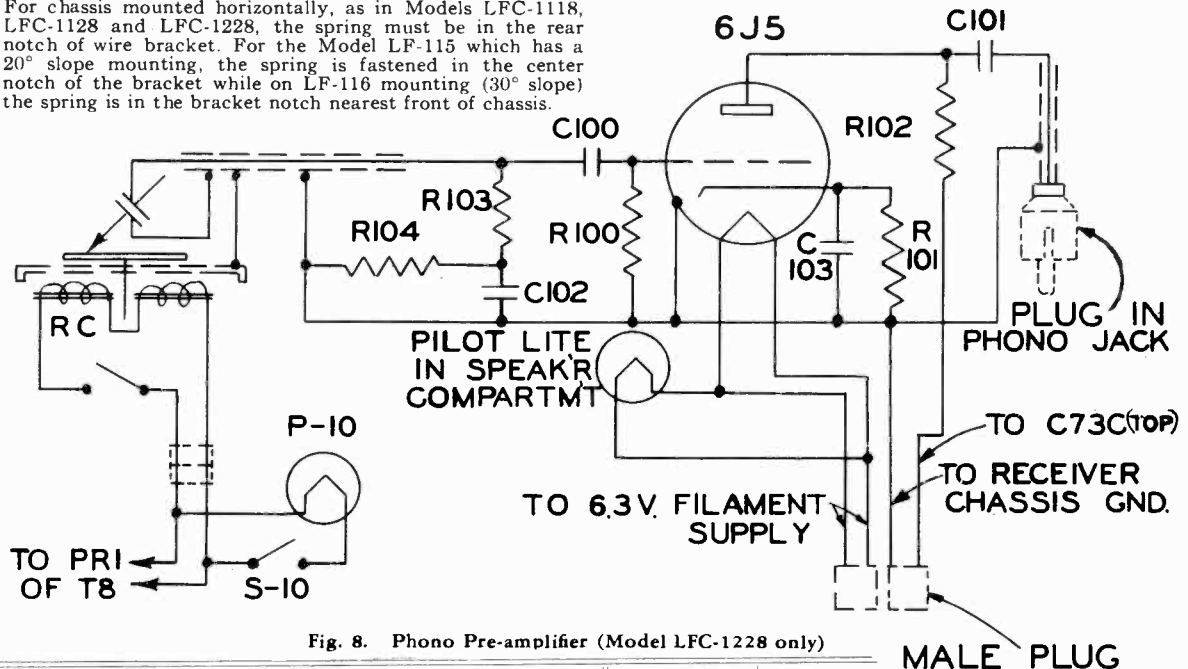 For chassis mounted horizontally, as in Models LFC-1118,
LFC-1128 and LFC-1228, the spring must be in the rear
notch of wire bracket. For the Model LF-115 which has a
20° slope mounting, the spring is fastened in the center
notch of the bracket while on LF-116 mounting (30° slope)
the spring is in the bracket notch nearest front of chassis.
6J5
C101
C100
R102
R103
R104
R100
C
103
R
101
C102
RC
PLUG IN
PHONO JACK
PILOT LITE
IN SPEAK'R
COMPARTM'T
P-10
TO C73C(TOP)
TO RECEIVER
CHASSIS GND.
TO 6.3 V. FILAMENT
SUPPLY
TO PRI
OF T8
S-10
Fig. 8. Phono Pre-amplifier (Model LFC-1228 only)
MALE PLUG